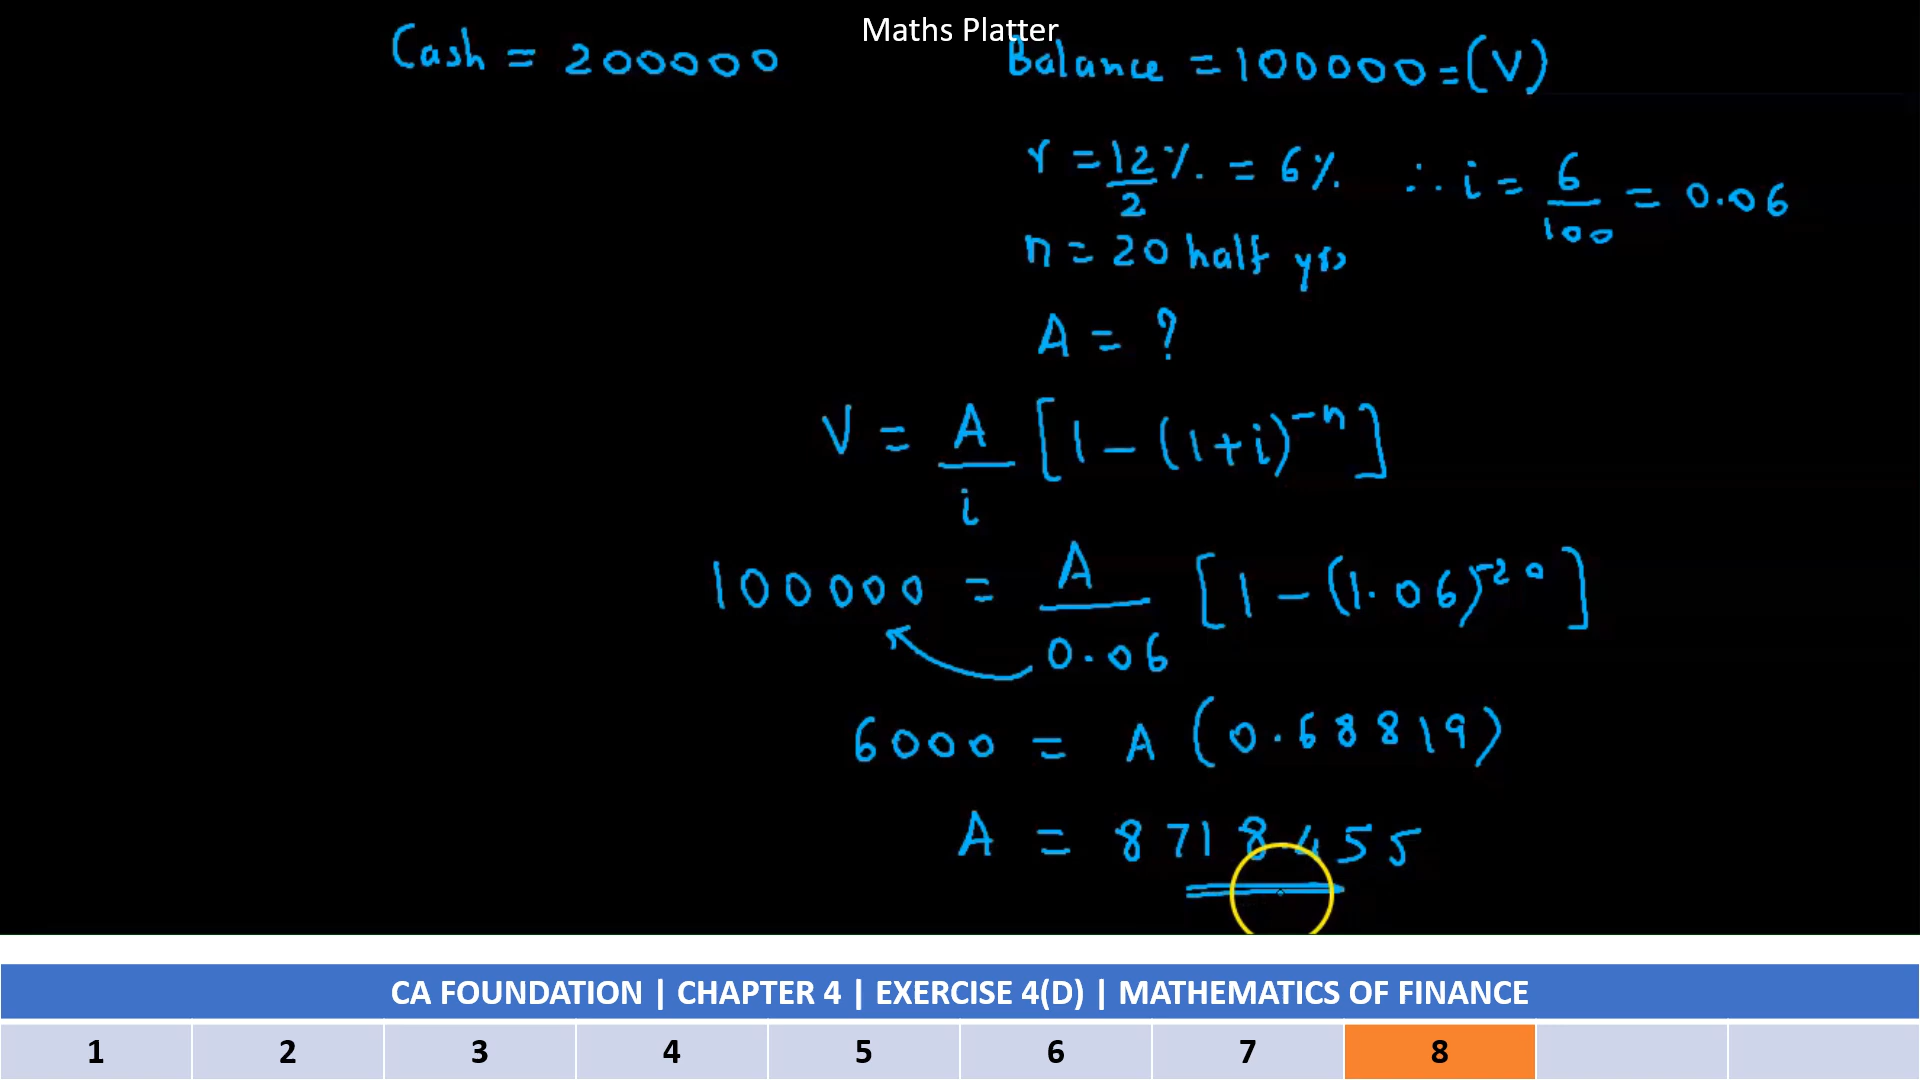 Maths Platter
Cash = 200000
Balance = 100000 = (V)
r = 12/2 % = 6% ∴ i = 6/100 = 0.06
n = 20 half yrs
A = ?
V = A/i [1 - (1+i)^-n]
100000 = A/0.06 [1 - (1.06)^-20]
6000 = A (0.68819)
A = 8718.455
CA FOUNDATION | CHAPTER 4 | EXERCISE 4(D) | MATHEMATICS OF FINANCE
1 2 3 4 5 6 7 8